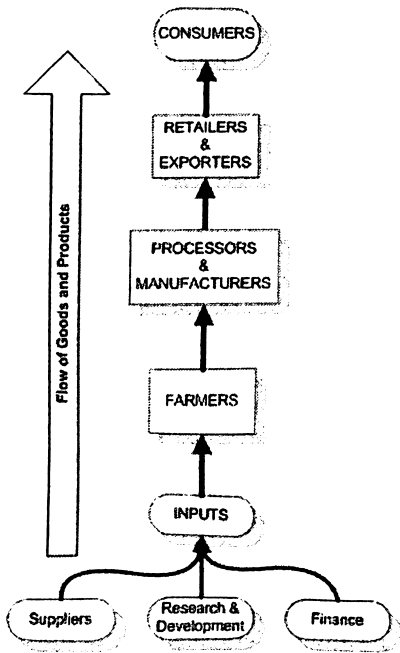 CONSUMERS
RETAILERS
&
EXPORTERS
PROCESSORS
&
MANUFACTURERS
Flow of Goods and Products
FARMERS
INPUTS
Suppliers
Research &
Development
Finance